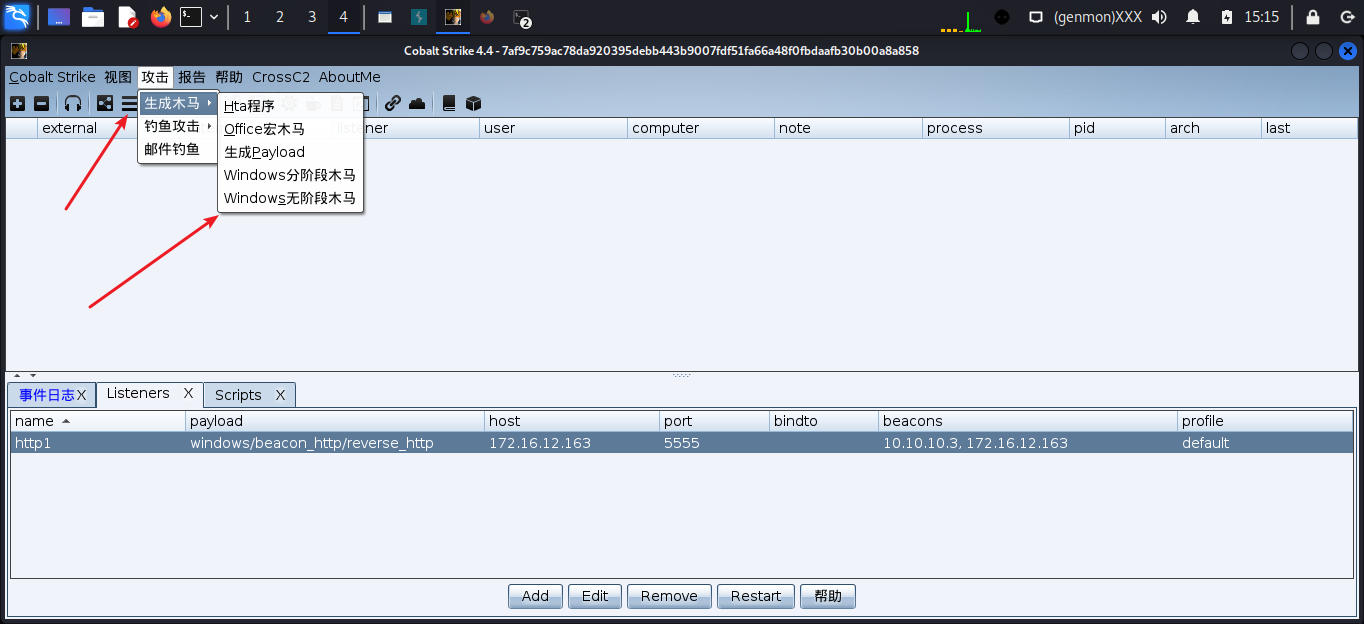 1 2 3 4 2 (genmon)XXX 15:15
Cobalt Strike 4.4 - 7af9c759ac78da920395debb443b9007fdf51fa66a48f0fbdaafb30b00a8a858
Cobalt Strike 视图 攻击 报告 帮助 CrossC2 AboutMe
生成木马
钓鱼攻击
邮件钓鱼
Hta程序
Office宏木马
生成Payload
Windows分阶段木马
Windows无阶段木马
external user computer note process pid arch last
事件日志X Listeners X Scripts X
name payload host port bindto beacons profile
http1 windows/beacon_http/reverse_http 172.16.12.163 5555 10.10.10.3, 172.16.12.163 default
Add Edit Remove Restart 帮助